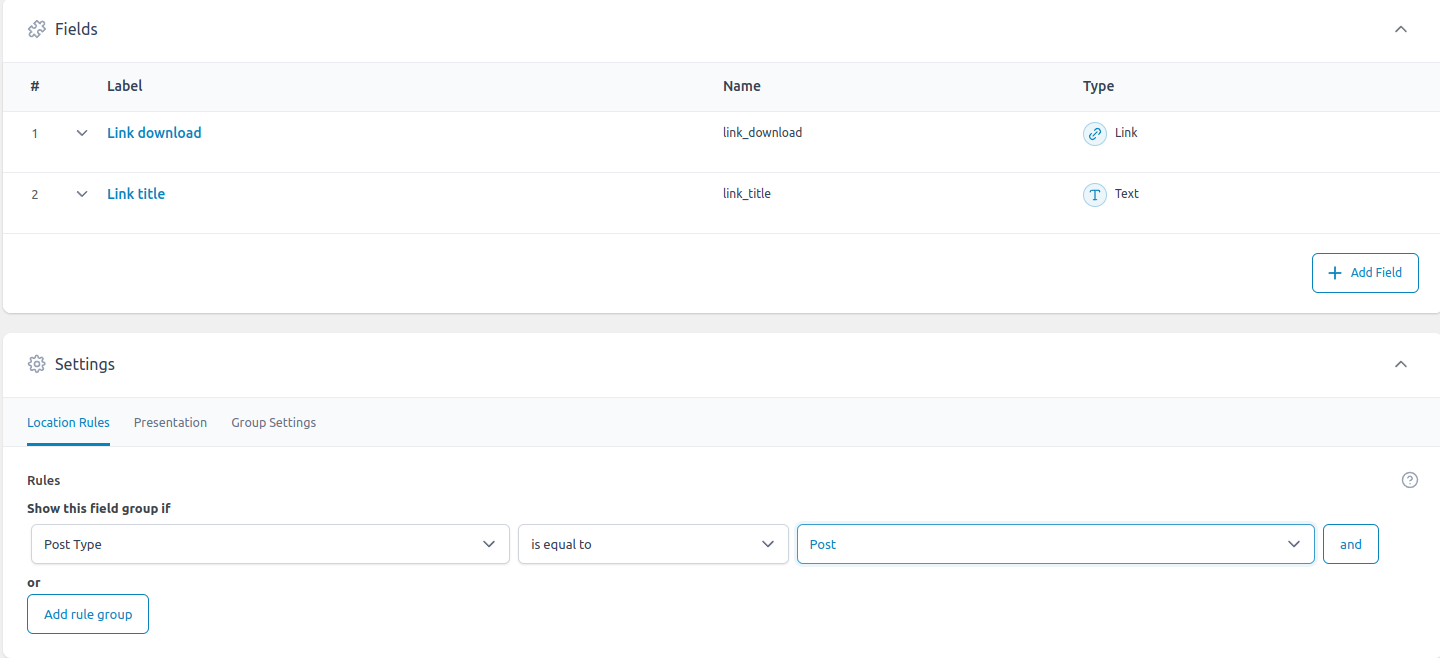 Fields
# Label Name Type
1 Link download link_download Link
2 Link title link_title T Text
+ Add Field
Settings
Location Rules Presentation Group Settings
Rules ?
Show this field group if
Post Type is equal to Post and
or
Add rule group